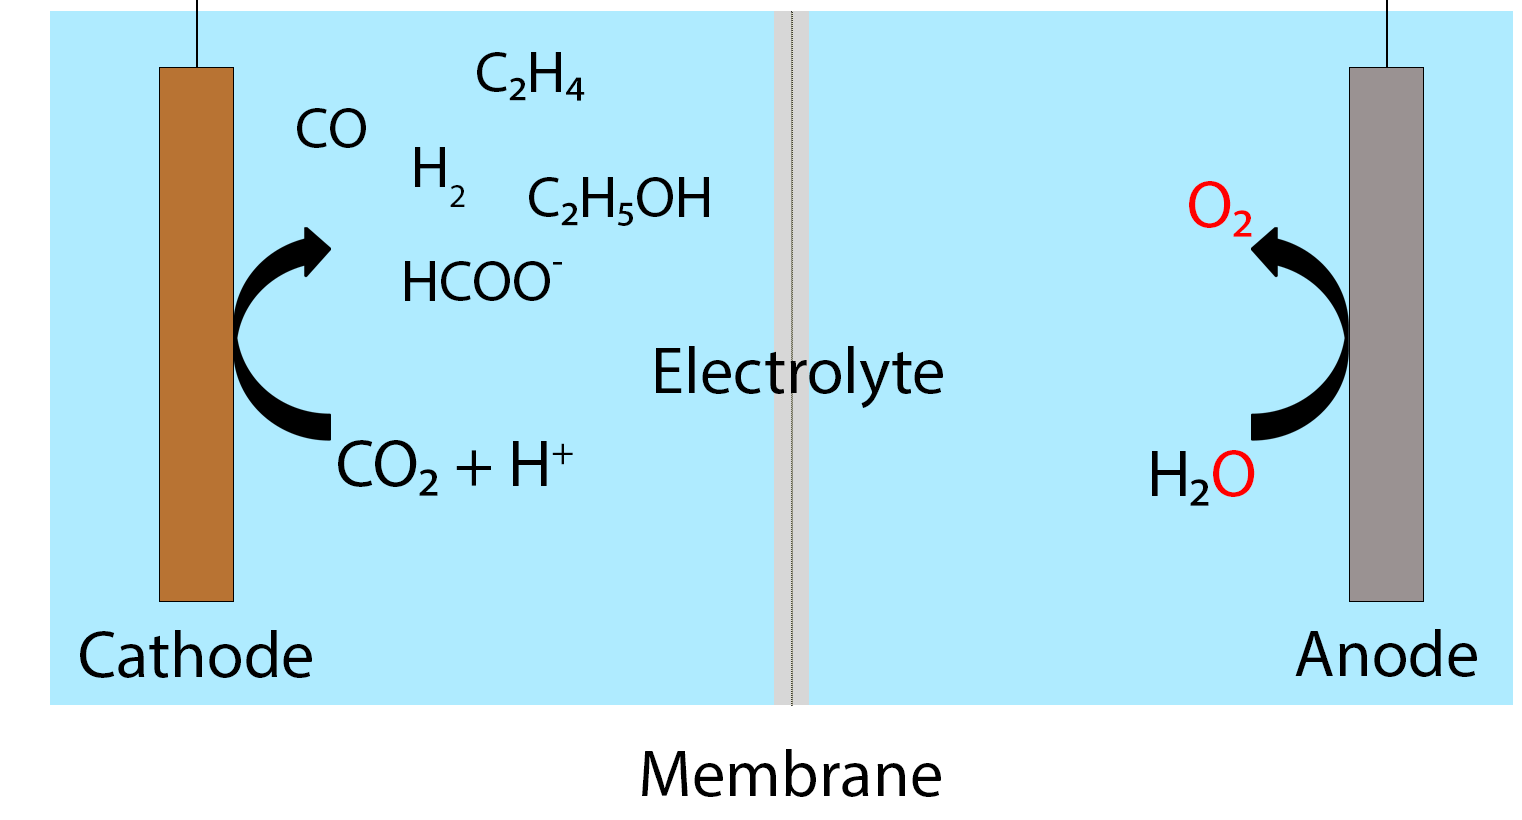 C₂H₄
CO
H₂
C₂H₅OH
O₂
HCOO⁻
Electrolyte
CO₂ + H⁺
H₂O
Cathode
Anode
Membrane